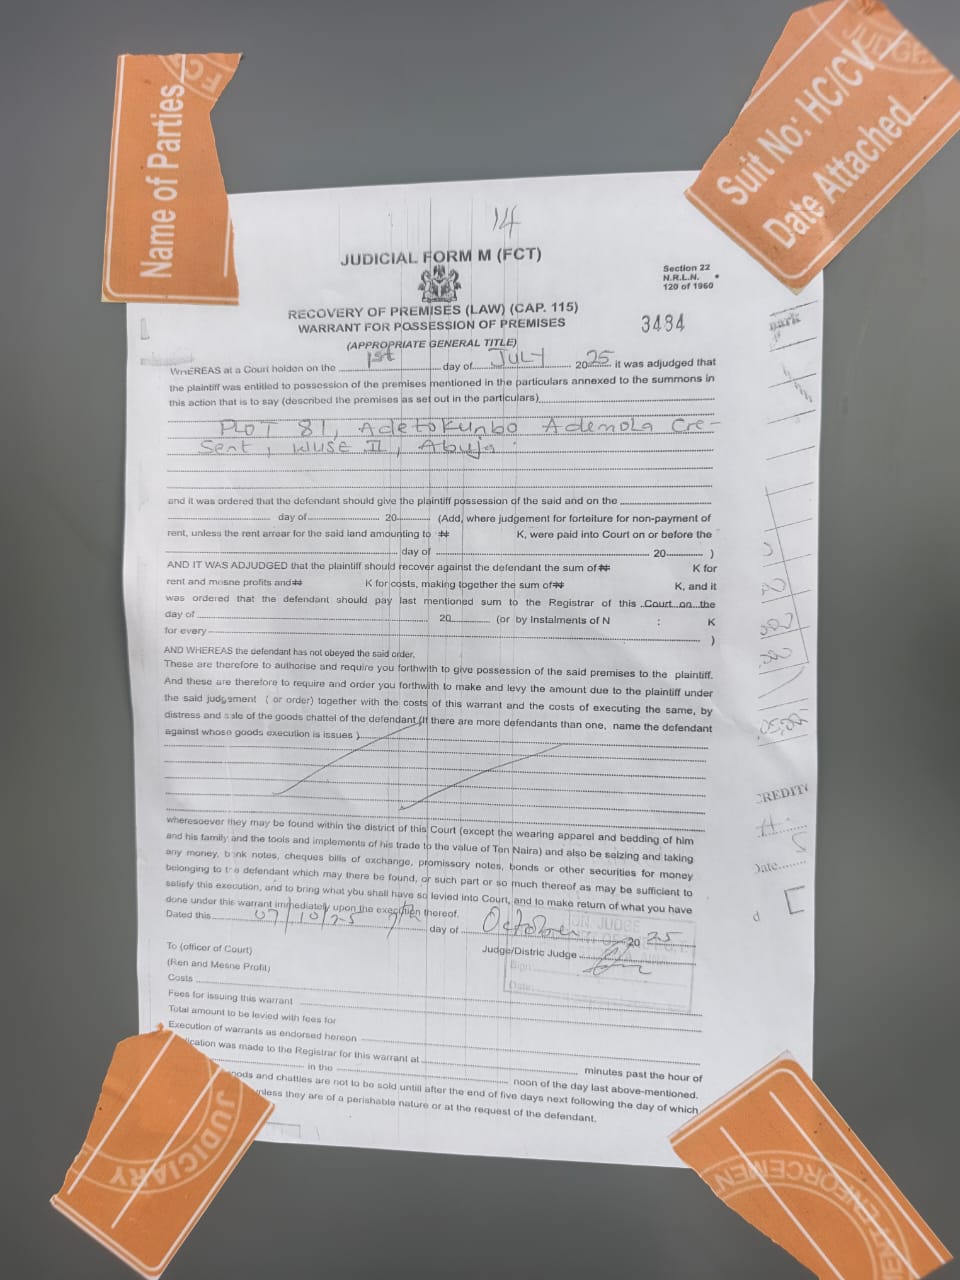 Name of Parties
Suit No: HC/CV/
Date Attached
JUDGE
14
JUDICIAL FORM M (FCT)
Section 22
N.R.L.N.
120 of 1960
RECOVERY OF PREMISES (LAW) (CAP. 115)
WARRANT FOR POSSESSION OF PREMISES
3484
(APPROPRIATE GENERAL TITLE)
WHEREAS at a Court holden on the 1st day of JULY 2025 it was adjudged that
the plaintiff was entitled to possession of the premises mentioned in the particulars annexed to the summons in
this action that is to say (described the premises as set out in the particulars)
PLOT 81, Adetokunbo Ademola Cre-
Sent, WUSE II, Abuja.
and it was ordered that the defendant should give the plaintiff possession of the said and on the
day of 20 (Add, where judgement for forteiture for non-payment of
rent, unless the rent arroar for the said land amounting to ₦ K, were paid into Court on or before the
day of 20 )
AND IT WAS ADJUDGED that the plaintiff should recover against the defendant the sum of ₦ K for
rent and mosne profits and ₦ K for costs, making together the sum of ₦ K, and it
was ordered that the defendant should pay last mentioned sum to the Registrar of this Court on the
day of 20 (or by Instalments of N : K
for every )
AND WHEREAS the defendant has not obeyed the said order.
These are therefore to authorise and require you forthwith to give possession of the said premises to the plaintiff.
And these are therefore to require and order you forthwith to make and levy the amount due to the plaintiff under
the said judgement ( or order) together with the costs of this warrant and the costs of executing the same, by
distress and sale of the goods chattel of the defendant (If there are more defendants than one, name the defendant
against whose goods execution is issues )
wheresoever they may be found within the district of this Court (except the wearing apparel and bedding of him
and his family and the tools and implements of his trade to the value of Ten Naira) and also be seizing and taking
any money, bank notes, cheques bills of exchange, promissory notes, bonds or other securities for money
belonging to the defendant which may there be found, or such part or so much thereof as may be sufficient to
satisfy this execution, and to bring what you shall have so levied into Court, and to make return of what you have
done under this warrant immediately upon the execution thereof.
Dated this 07/10/25 7th day of October 2025
JUDGE
Judge/Distric Judge
Sign
Date
To (officer of Court)
(Ren and Mesne Profit)
Costs
Fees for issuing this warrant
Total amount to be levied with fees for
Execution of warrants as endorsed hereon
ication was made to the Registrar for this warrant at minutes past the hour of
in the noon of the day last above-mentioned.
oods and chatties are not to be sold untill after the end of five days next following the day of which
nless they are of a perishable nature or at the request of the defendant.
CREDIT
Date
d
JUDICIARY
ENT ENFORCEMEN